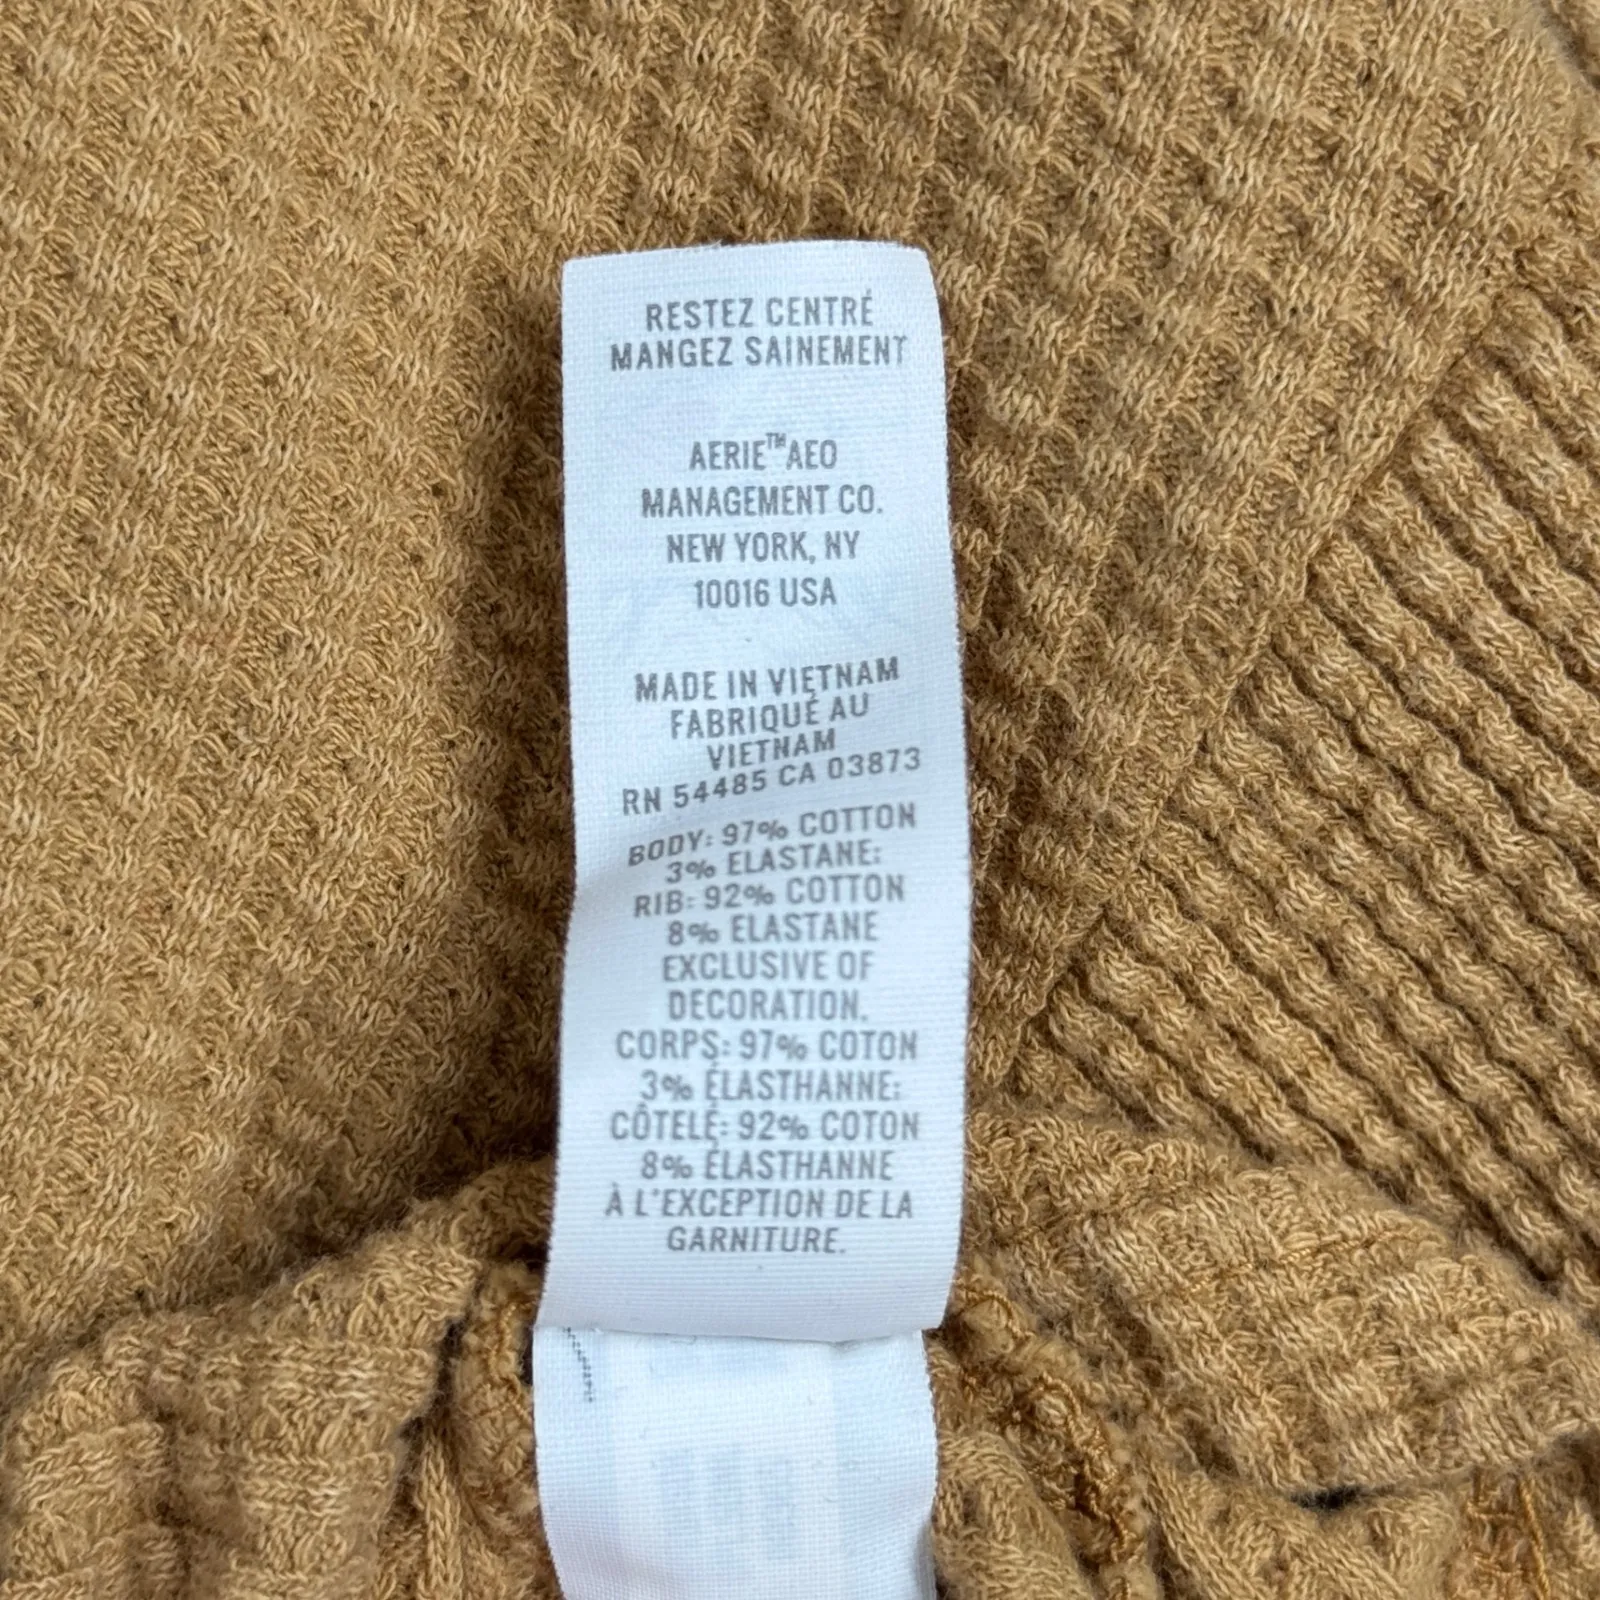 RESTEZ CENTRÉ
MANGEZ SAINEMENT
AERIE™AEO
MANAGEMENT CO.
NEW YORK, NY
10016 USA
MADE IN VIETNAM
FABRIQUÉ AU
VIETNAM
RN 54485 CA 03873
BODY: 97% COTTON
3% ELASTANE;
RIB: 92% COTTON
8% ELASTANE
EXCLUSIVE OF
DECORATION.
CORPS: 97% COTON
3% ÉLASTHANNE;
CÔTELÉ: 92% COTON
8% ÉLASTHANNE
À L'EXCEPTION DE LA
GARNITURE.